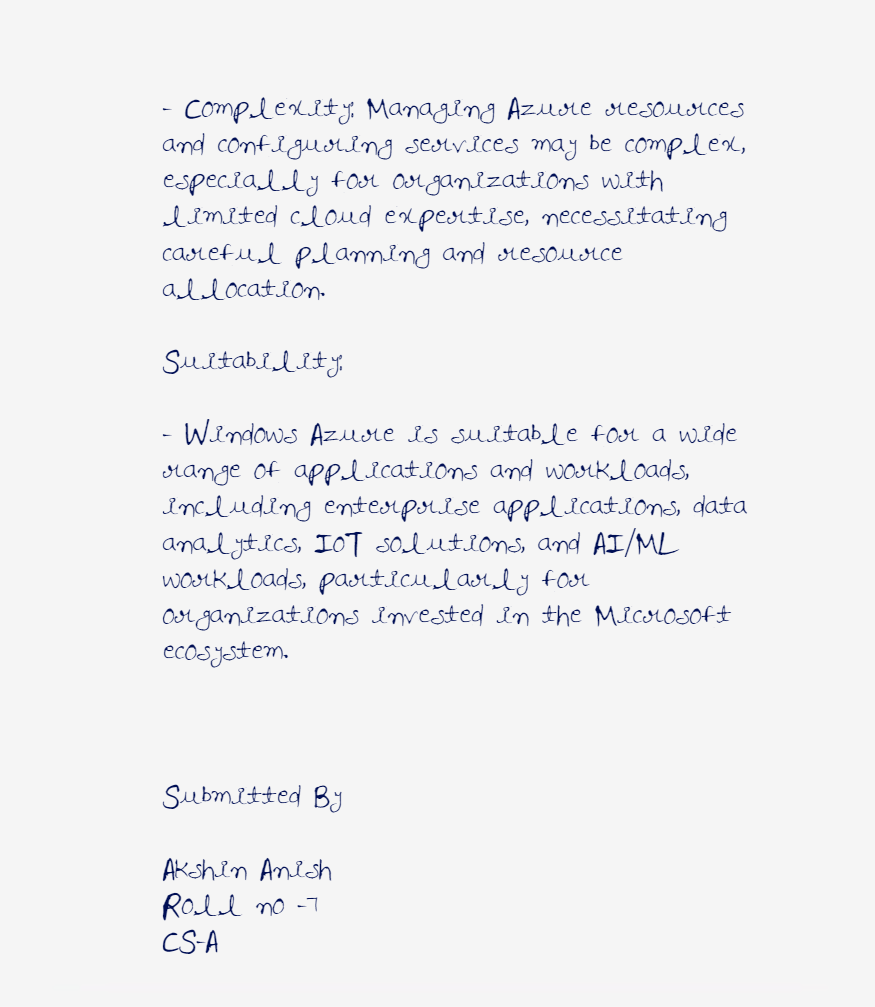 - Complexity: Managing Azure resources
and configuring services may be complex,
especially for organizations with
limited cloud expertise, necessitating
careful planning and resource
allocation.
Suitability:
- Windows Azure is suitable for a wide
range of applications and workloads,
including enterprise applications, data
analytics, IoT solutions, and AI/ML
workloads, particularly for
organizations invested in the Microsoft
ecosystem.
Submitted By
Akshin Anish
Roll no -7
CS-A